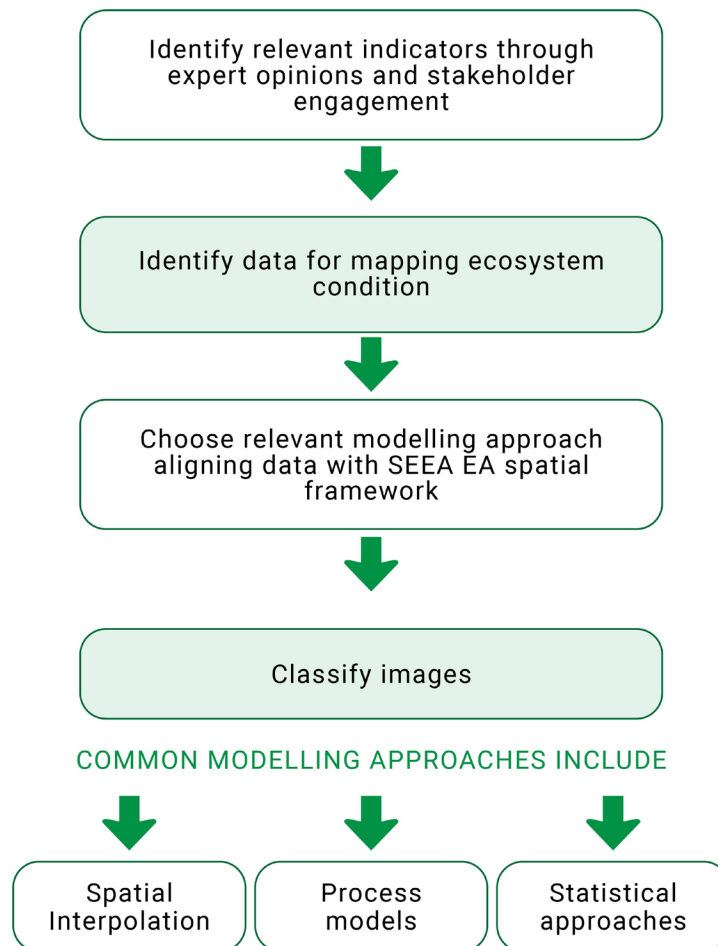 Identify relevant indicators through
expert opinions and stakeholder
engagement
Identify data for mapping ecosystem
condition
Choose relevant modelling approach
aligning data with SEEA EA spatial
framework
Classify images
COMMON MODELLING APPROACHES INCLUDE
Spatial
Interpolation
Process
models
Statistical
approaches